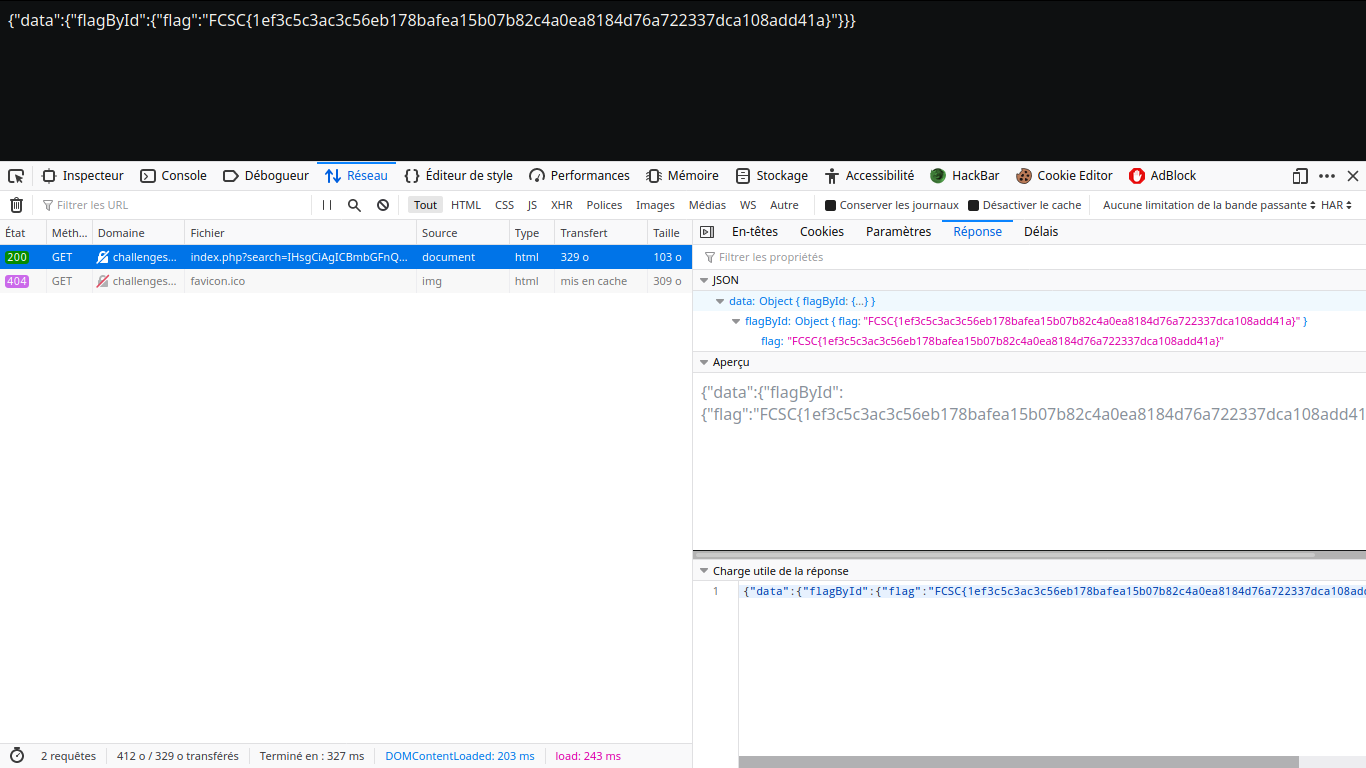 {"data":{"flagById":{"flag":"FCSC{1ef3c5c3ac3c56eb178bafea15b07b82c4a0ea8184d76a722337dca108add41a}"}}}
Inspecteur Console Débogueur Réseau Éditeur de style Performances Mémoire Stockage Accessibilité HackBar Cookie Editor AdBlock
Filtrer les URL Tout HTML CSS JS XHR Polices Images Médias WS Autre Conserver les journaux Désactiver le cache Aucune limitation de la bande passante HAR
État Méth... Domaine Fichier Source Type Transfert Taille
200 GET challenges... index.php?search=IHsgCiAgICBmbGFnQ... document html 329 o 103 o
404 GET challenges... favicon.ico img html mis en cache 309 o
En-têtes Cookies Paramètres Réponse Délais
Filtrer les propriétés
JSON
data: Object { flagById: {…} }
flagById: Object { flag: "FCSC{1ef3c5c3ac3c56eb178bafea15b07b82c4a0ea8184d76a722337dca108add41a}" }
flag: "FCSC{1ef3c5c3ac3c56eb178bafea15b07b82c4a0ea8184d76a722337dca108add41a}"
Aperçu
{"data":{"flagById":
{"flag":"FCSC{1ef3c5c3ac3c56eb178bafea15b07b82c4a0ea8184d76a722337dca108add41
Charge utile de la réponse
1 {"data":{"flagById":{"flag":"FCSC{1ef3c5c3ac3c56eb178bafea15b07b82c4a0ea8184d76a722337dca108add
2 requêtes 412 o / 329 o transférés Terminé en : 327 ms DOMContentLoaded: 203 ms load: 243 ms